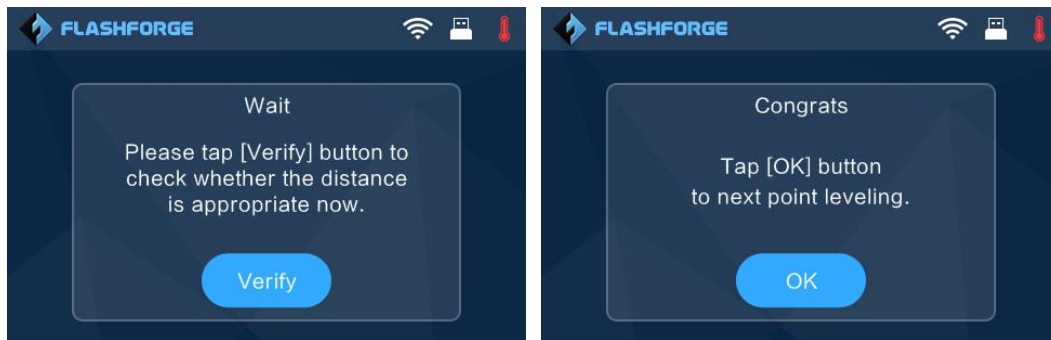 FLASHFORGE
Wait
Please tap [Verify] button to
check whether the distance
is appropriate now.
Verify
FLASHFORGE
Congrats
Tap [OK] button
to next point leveling.
OK